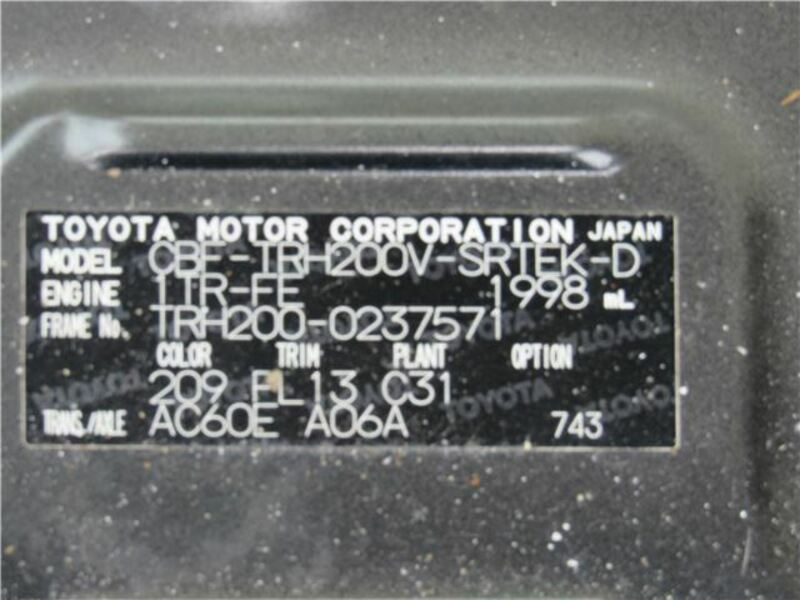 TOYOTA MOTOR CORPORATION JAPAN
MODEL CBF-TRH200V-SRTEK-D
ENGINE 1TR-FE 1998 mL
FRAME No. TRH200-0237571
COLOR TRIM PLANT OPTION
209 FL13 C31
TRANS./AXLE AC60E A06A 743